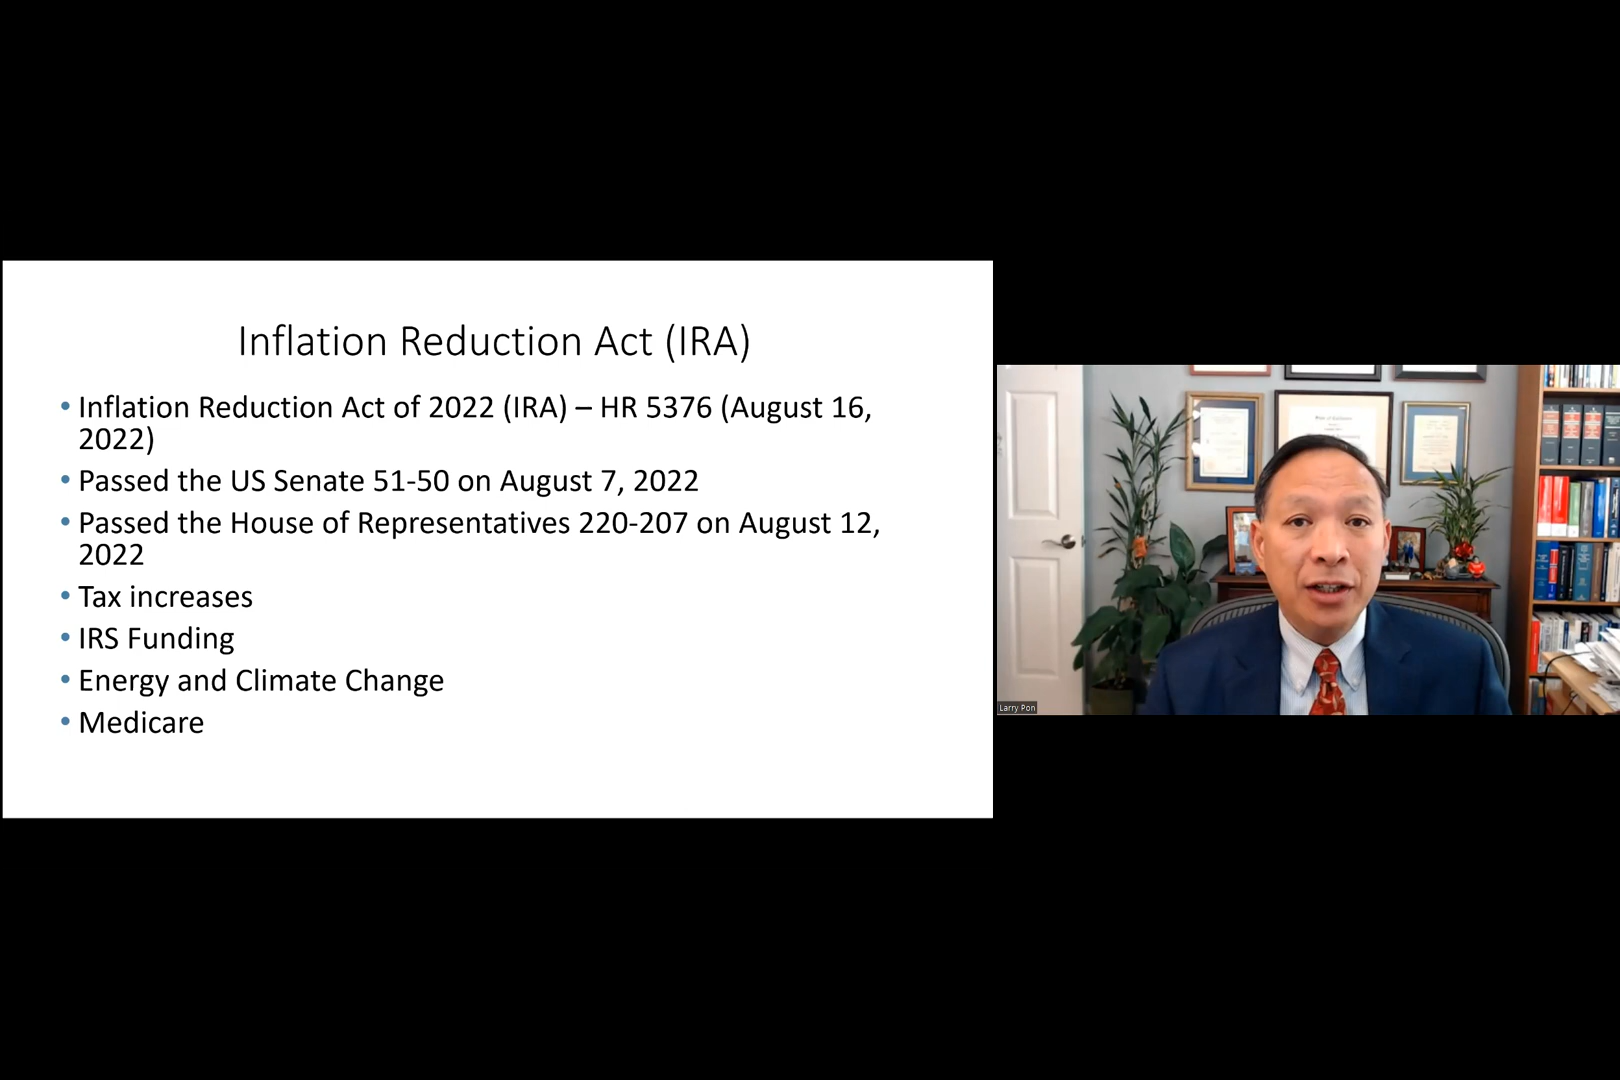 Inflation Reduction Act (IRA)
• Inflation Reduction Act of 2022 (IRA) – HR 5376 (August 16,
2022)
• Passed the US Senate 51-50 on August 7, 2022
• Passed the House of Representatives 220-207 on August 12,
2022
• Tax increases
• IRS Funding
• Energy and Climate Change
• Medicare
Larry Pon